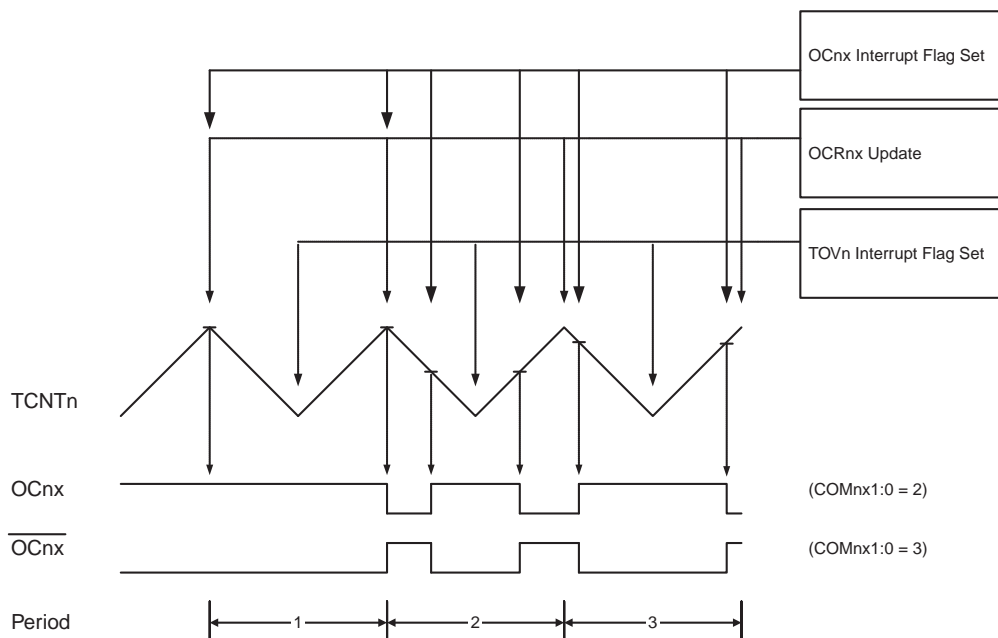 OCnx Interrupt Flag Set
OCRnx Update
TOVn Interrupt Flag Set
TCNTn
OCnx
(COMnx1:0 = 2)
OCnx
(COMnx1:0 = 3)
Period
1
2
3